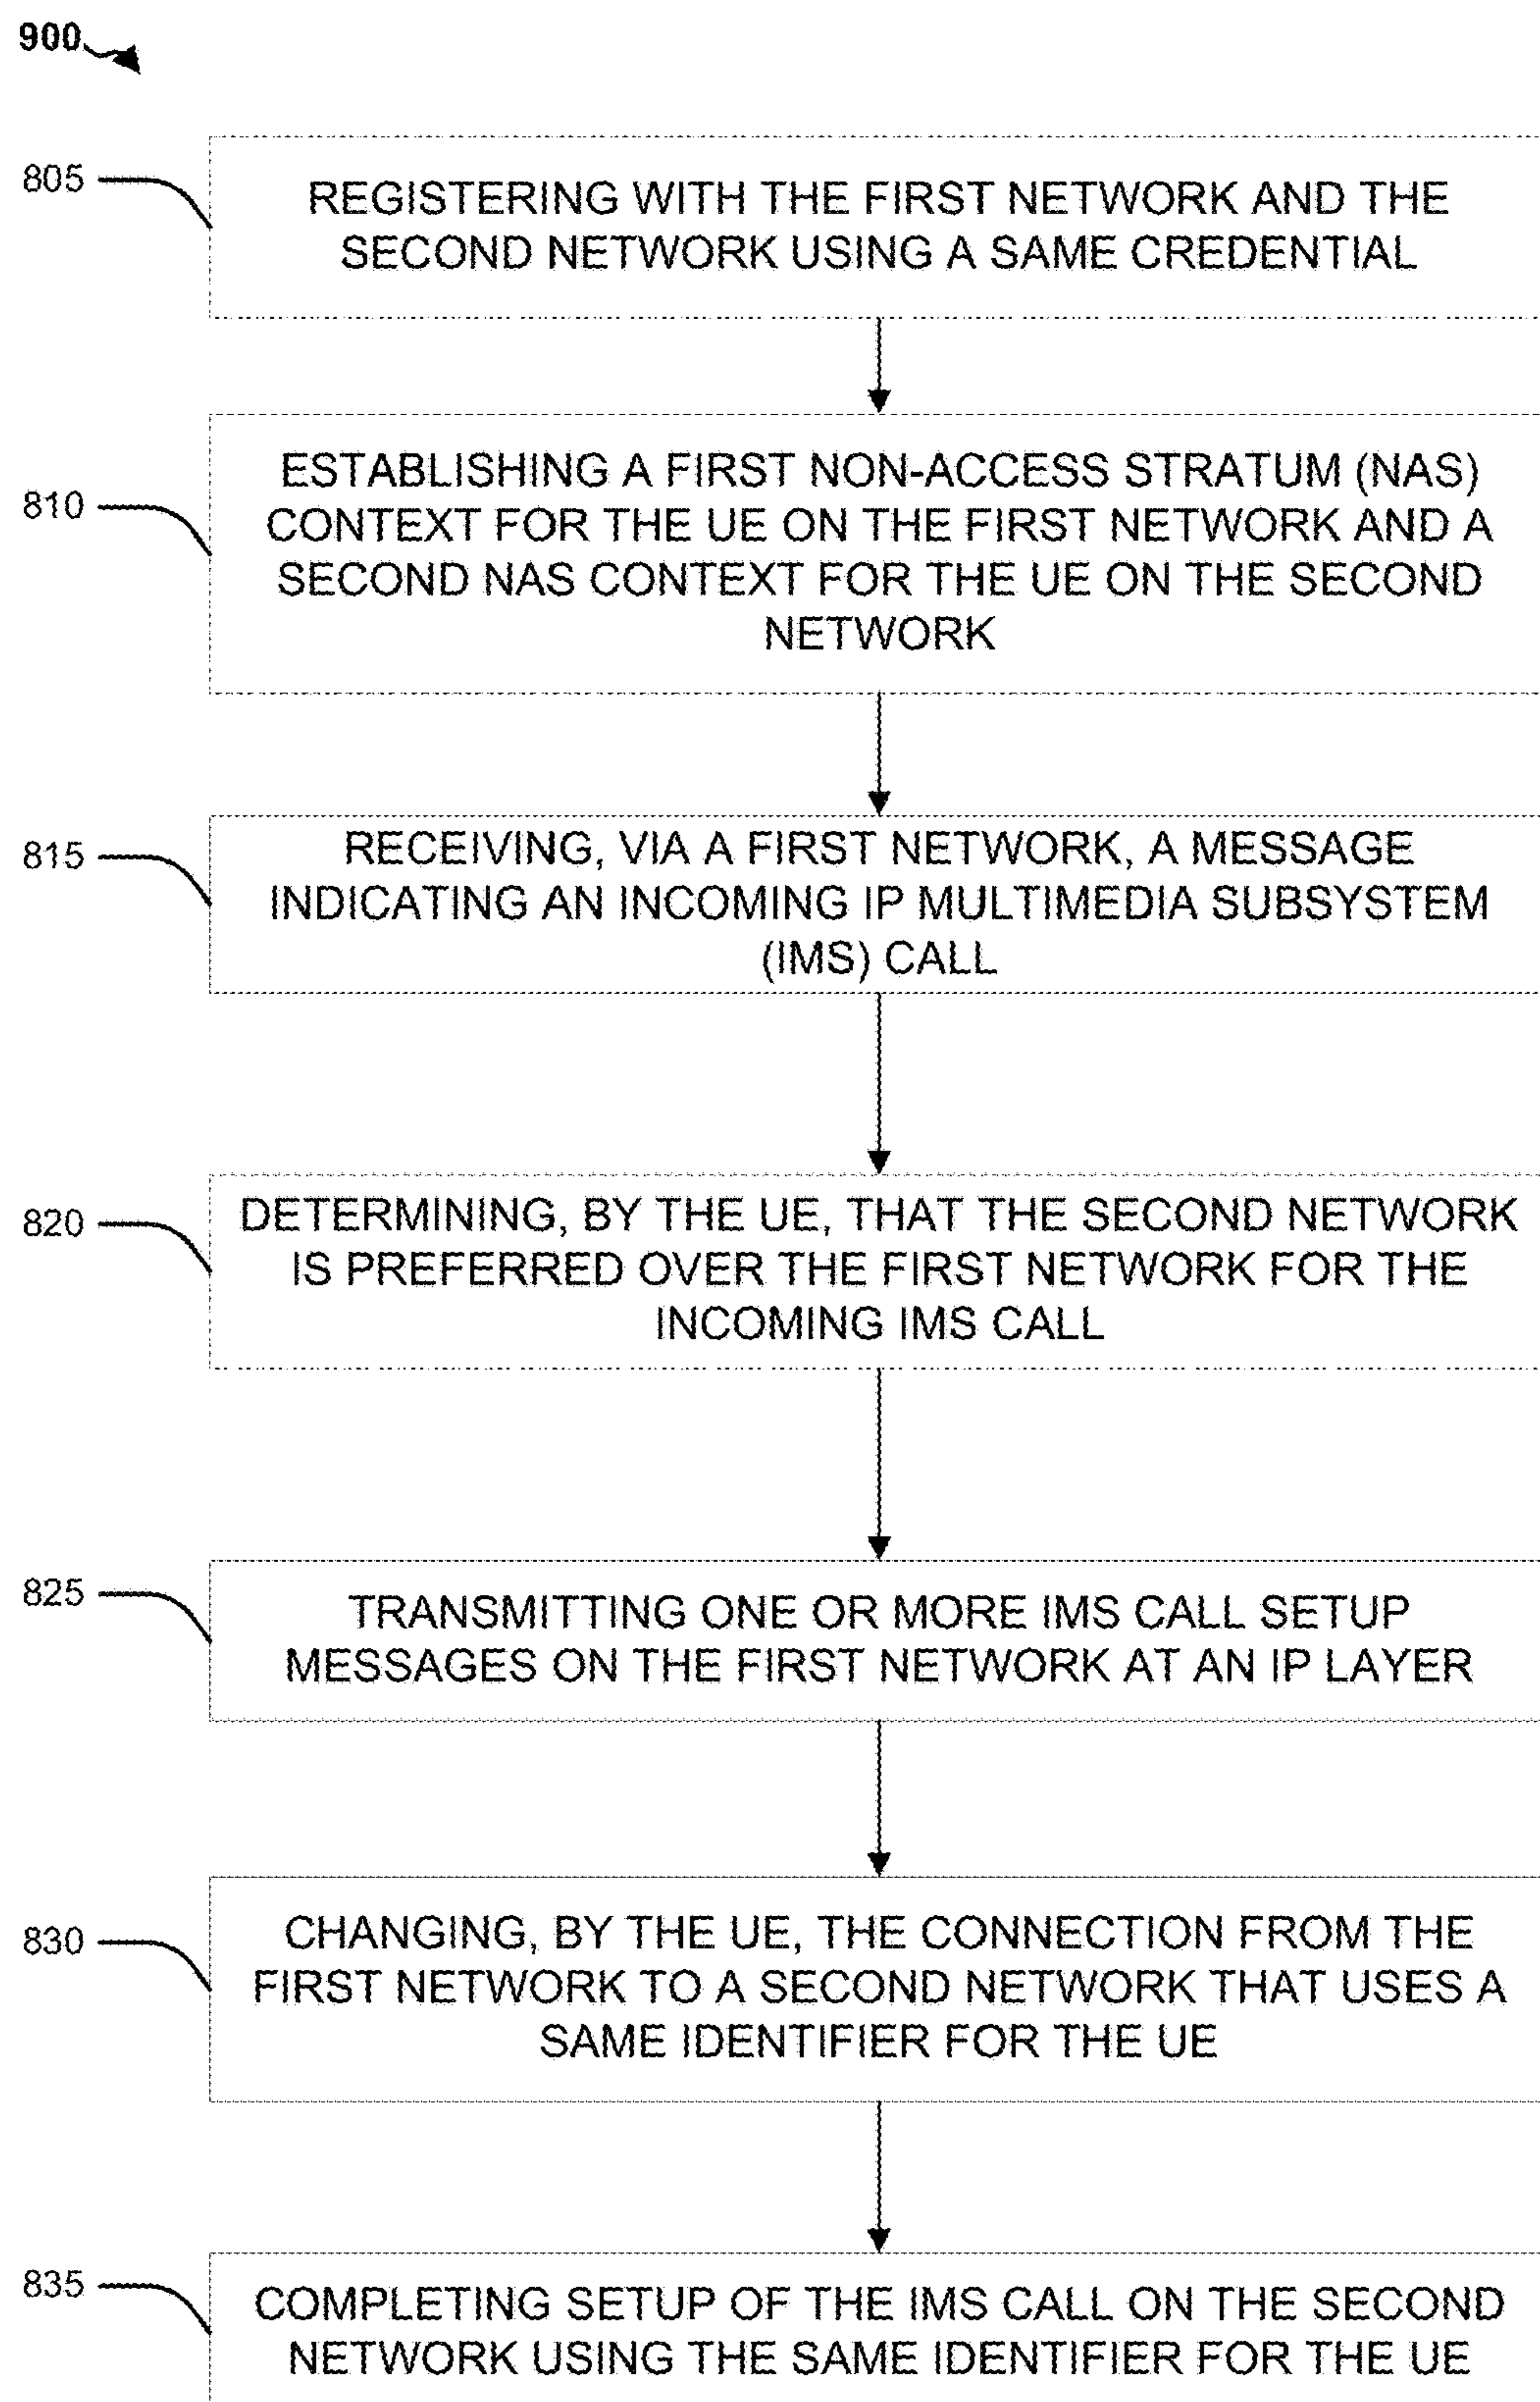 900
805
REGISTERING WITH THE FIRST NETWORK AND THE
SECOND NETWORK USING A SAME CREDENTIAL
810
ESTABLISHING A FIRST NON-ACCESS STRATUM (NAS)
CONTEXT FOR THE UE ON THE FIRST NETWORK AND A
SECOND NAS CONTEXT FOR THE UE ON THE SECOND
NETWORK
815
RECEIVING, VIA A FIRST NETWORK, A MESSAGE
INDICATING AN INCOMING IP MULTIMEDIA SUBSYSTEM
(IMS) CALL
820
DETERMINING, BY THE UE, THAT THE SECOND NETWORK
IS PREFERRED OVER THE FIRST NETWORK FOR THE
INCOMING IMS CALL
825
TRANSMITTING ONE OR MORE IMS CALL SETUP
MESSAGES ON THE FIRST NETWORK AT AN IP LAYER
830
CHANGING, BY THE UE, THE CONNECTION FROM THE
FIRST NETWORK TO A SECOND NETWORK THAT USES A
SAME IDENTIFIER FOR THE UE
835
COMPLETING SETUP OF THE IMS CALL ON THE SECOND
NETWORK USING THE SAME IDENTIFIER FOR THE UE